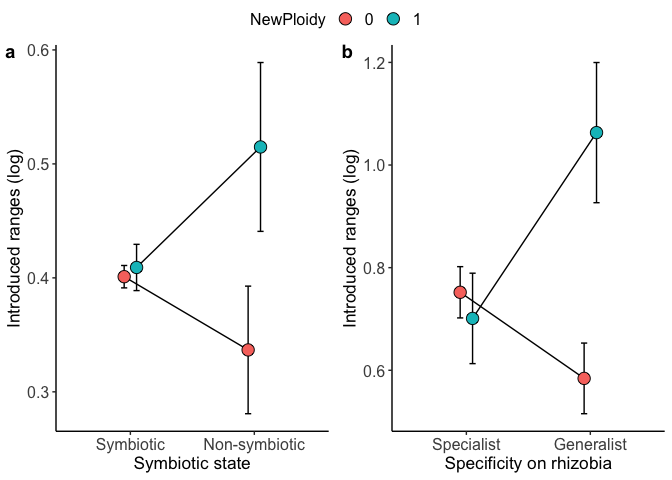 NewPloidy 0 1
a
0.6
0.5
0.4
0.3
Introduced ranges (log)
Symbiotic Non-symbiotic
Symbiotic state
b
1.2
1.0
0.8
0.6
Introduced ranges (log)
Specialist Generalist
Specificity on rhizobia